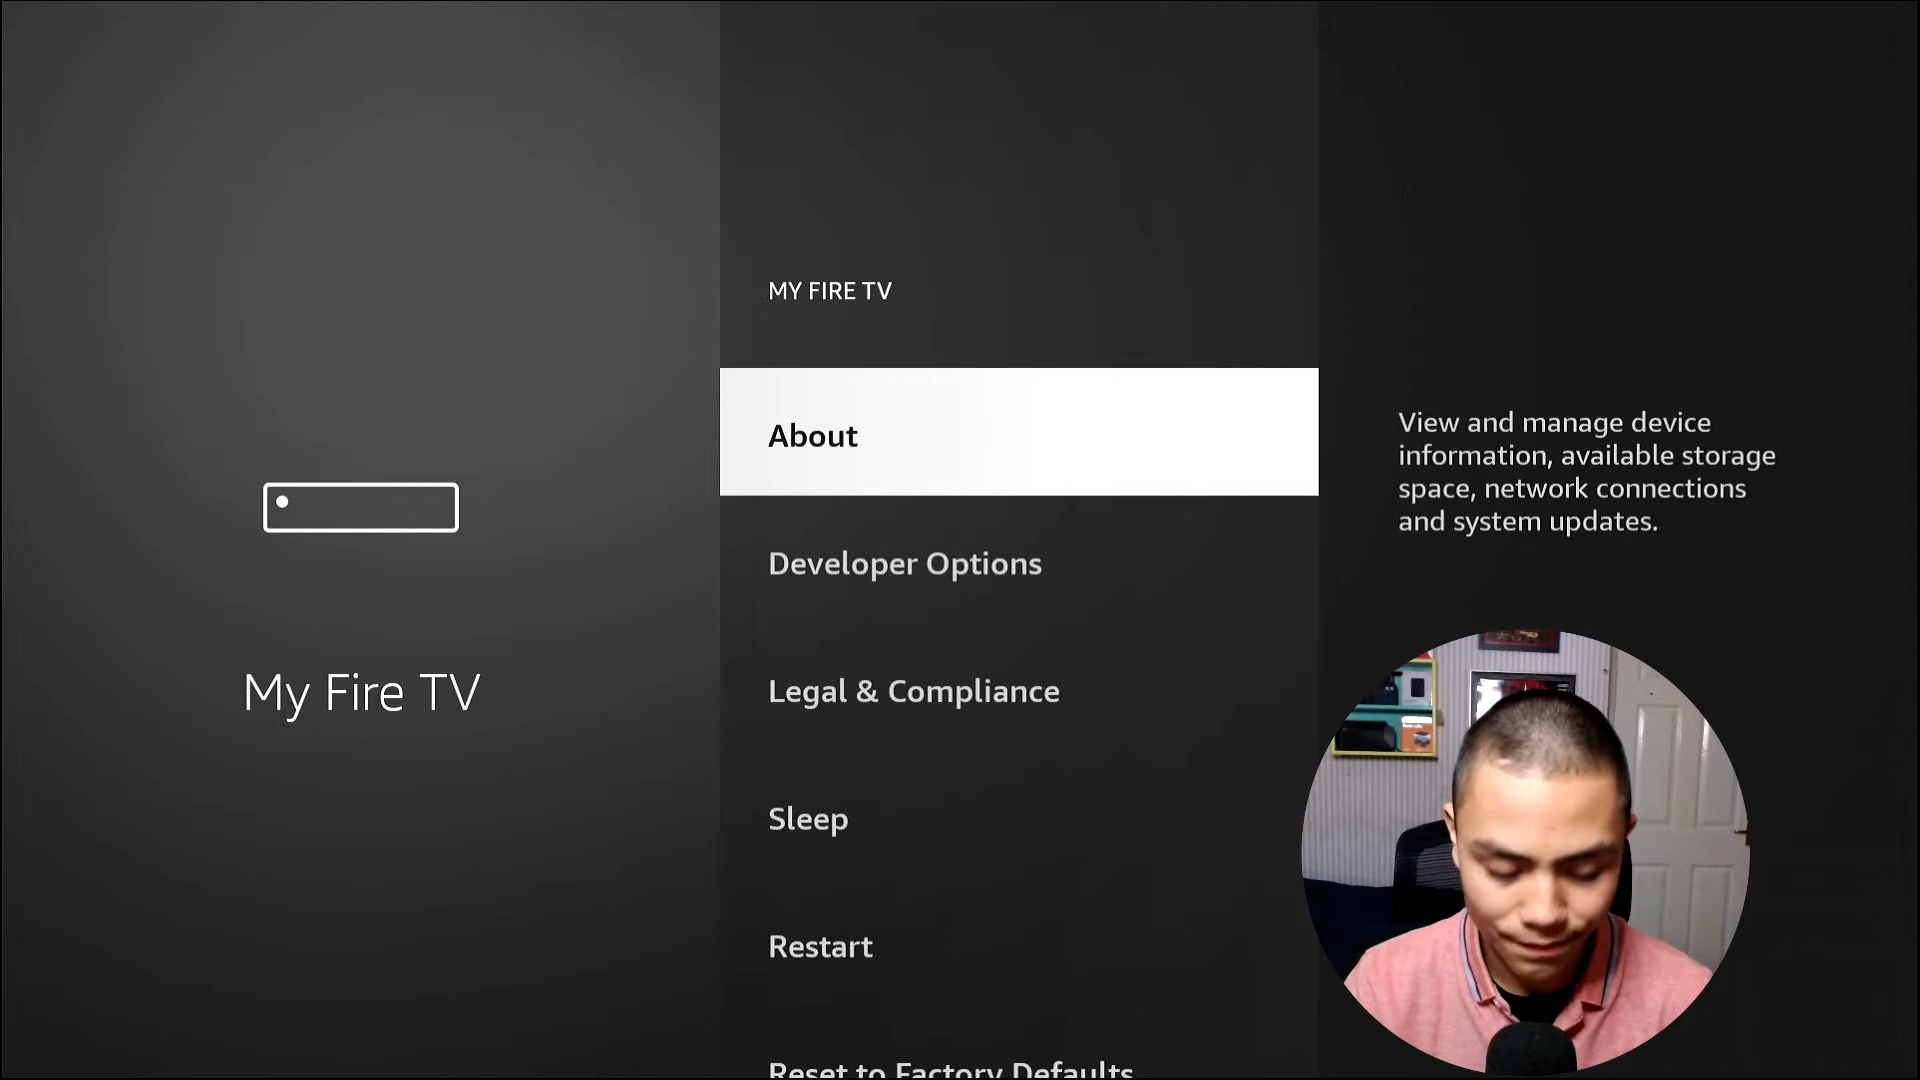 MY FIRE TV
About
Developer Options
Legal & Compliance
Sleep
Restart
Reset to Factory Defaults
My Fire TV
View and manage device
information, available storage
space, network connections
and system updates.